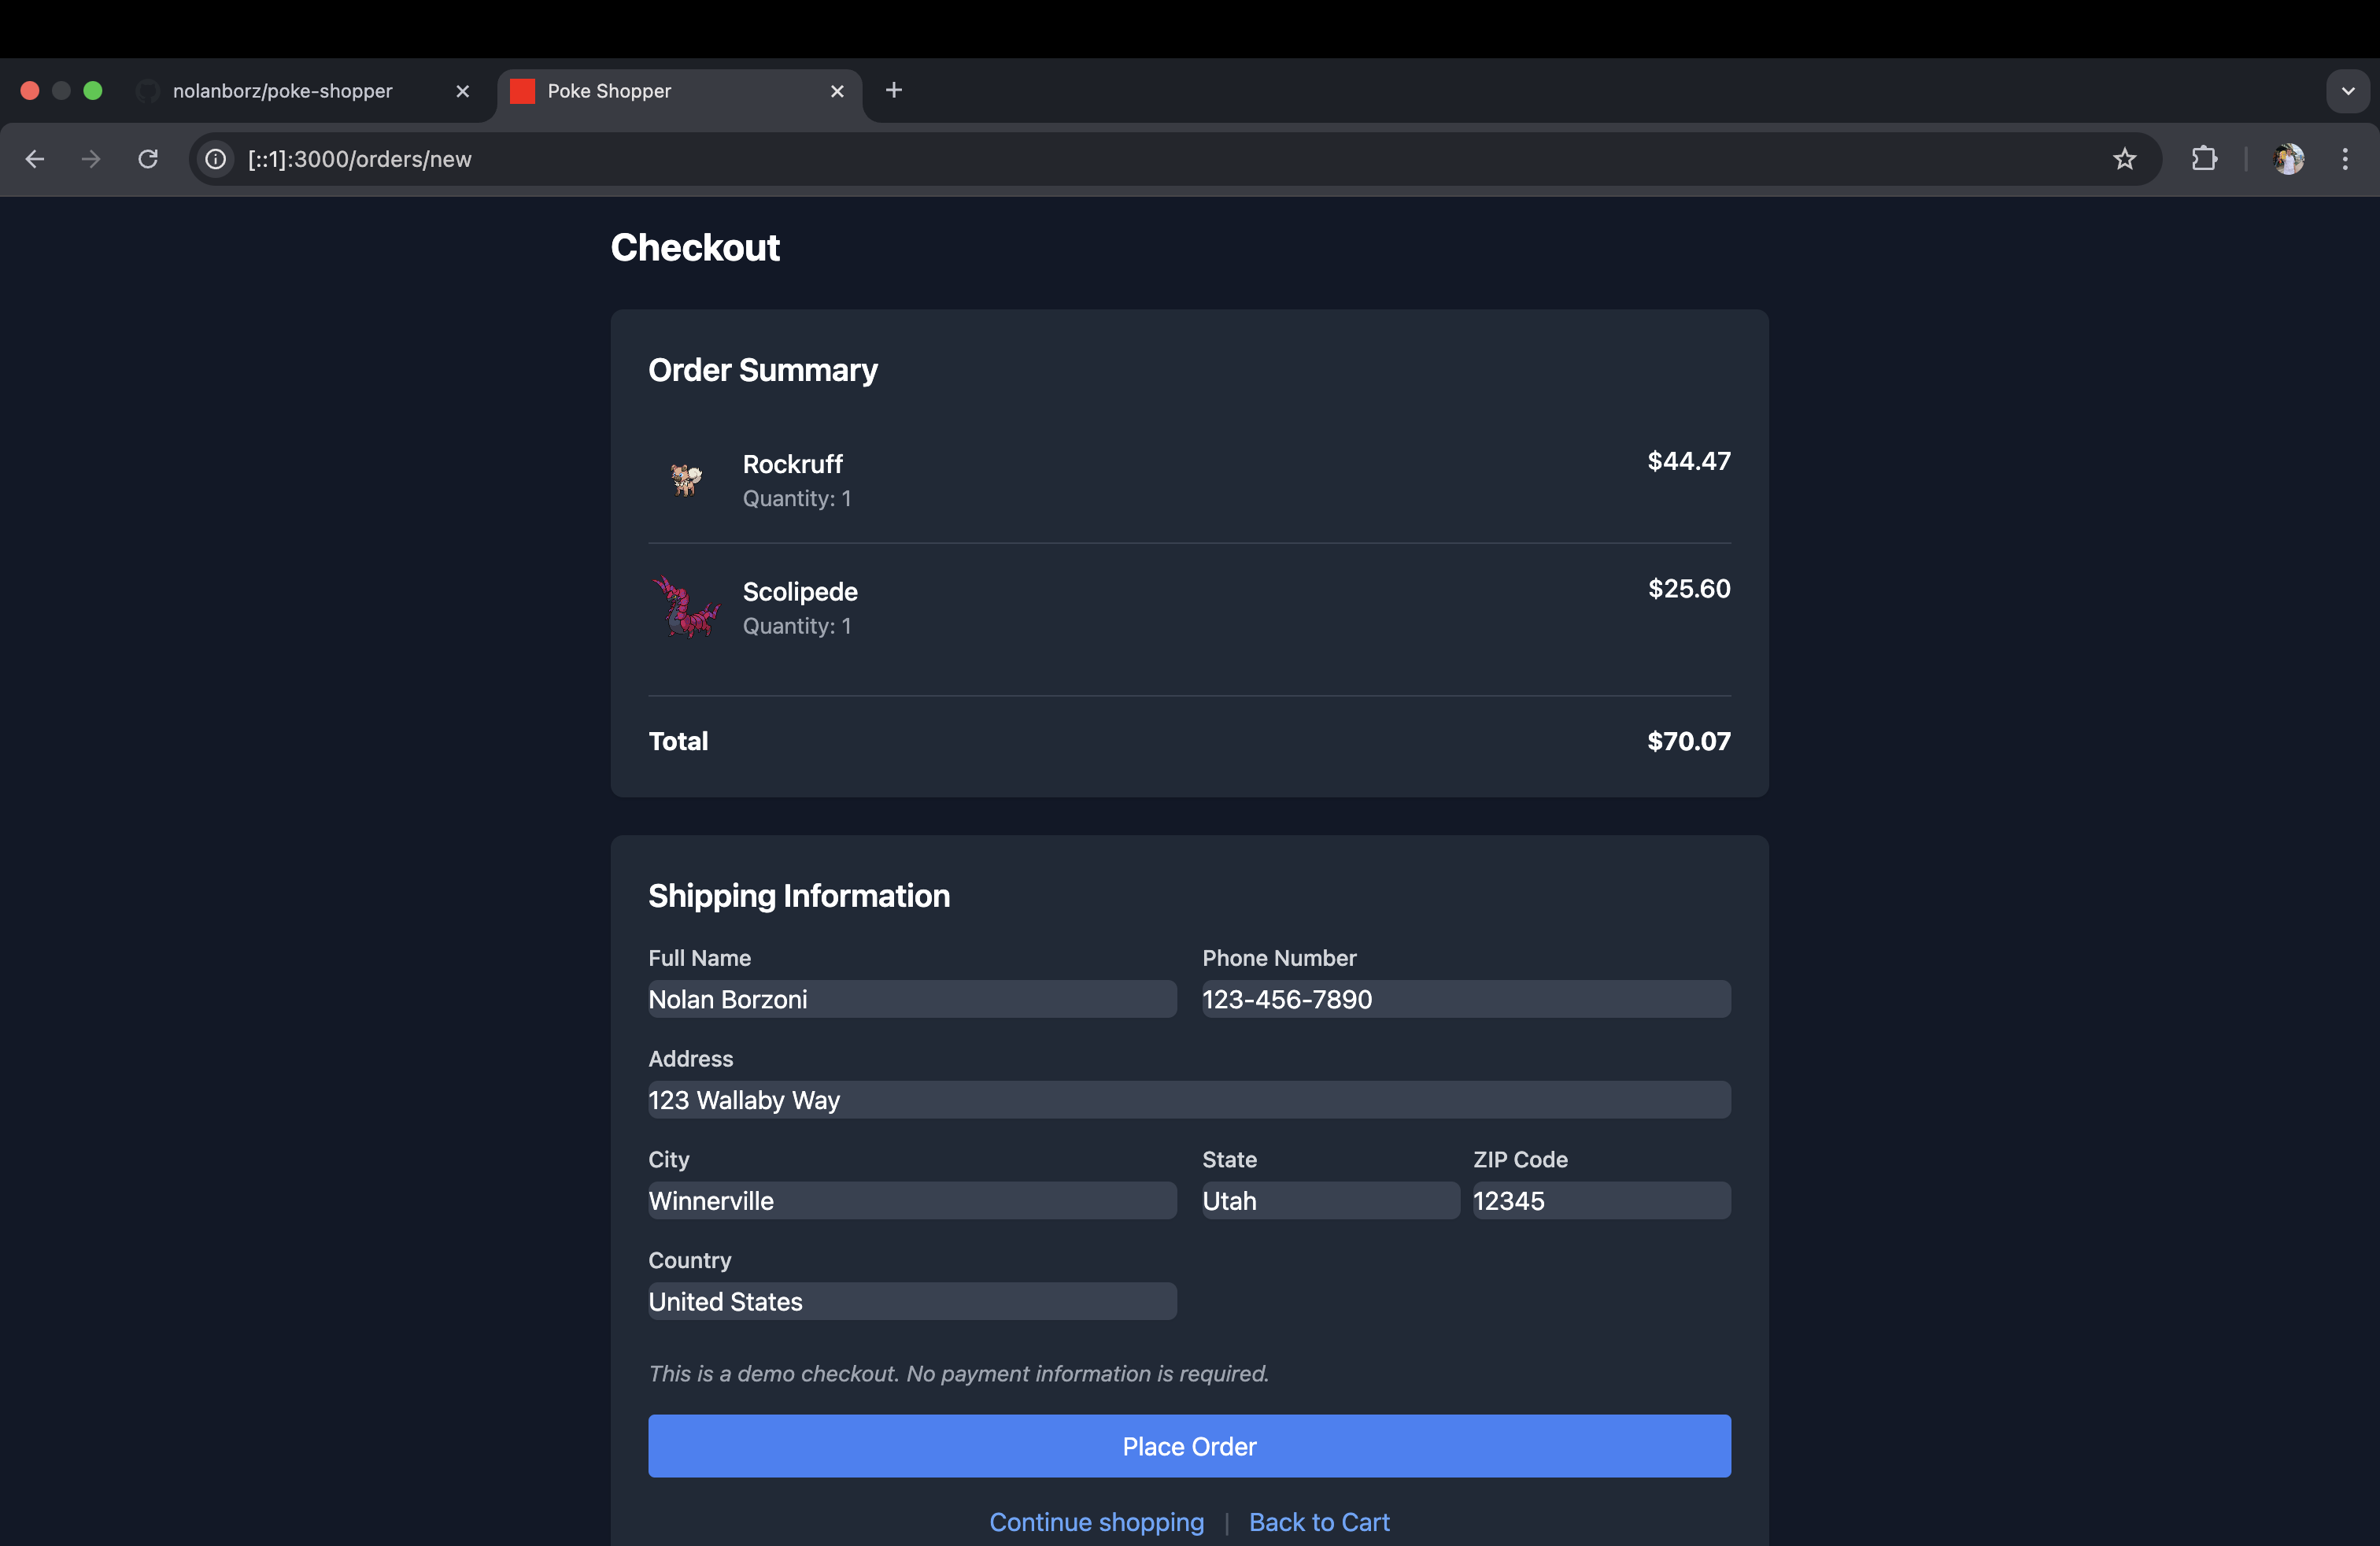 nolanborz/poke-shopper
Poke Shopper
[::1]:3000/orders/new
Checkout
Order Summary
Rockruff
$44.47
Quantity: 1
Scolipede
$25.60
Quantity: 1
Total
$70.07
Shipping Information
Full Name
Phone Number
Nolan Borzoni
123-456-7890
Address
123 Wallaby Way
City
State
ZIP Code
Winnerville
Utah
12345
Country
United States
This is a demo checkout. No payment information is required.
Place Order
Continue shopping | Back to Cart